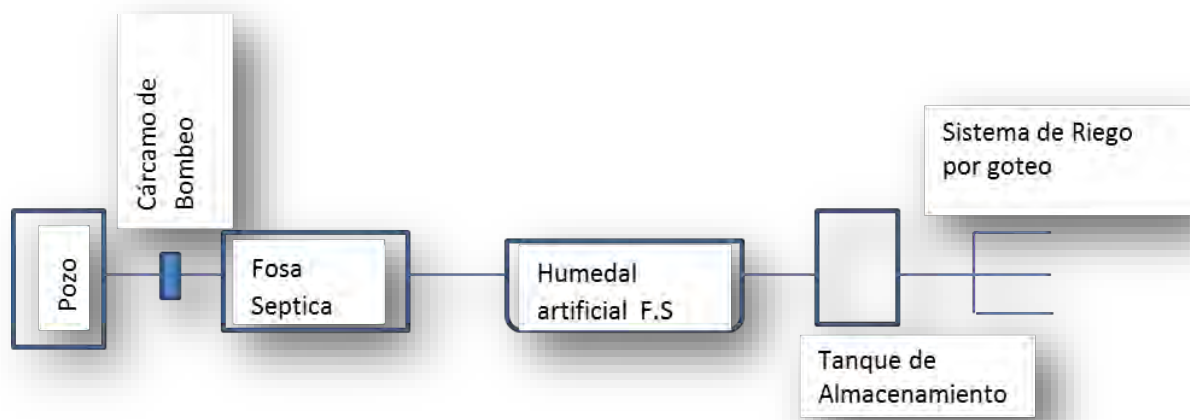 Pozo
Cárcamo de
Bombeo
Fosa
Septica
Humedal
artificial F.S
Tanque de
Almacenamiento
Sistema de Riego
por goteo